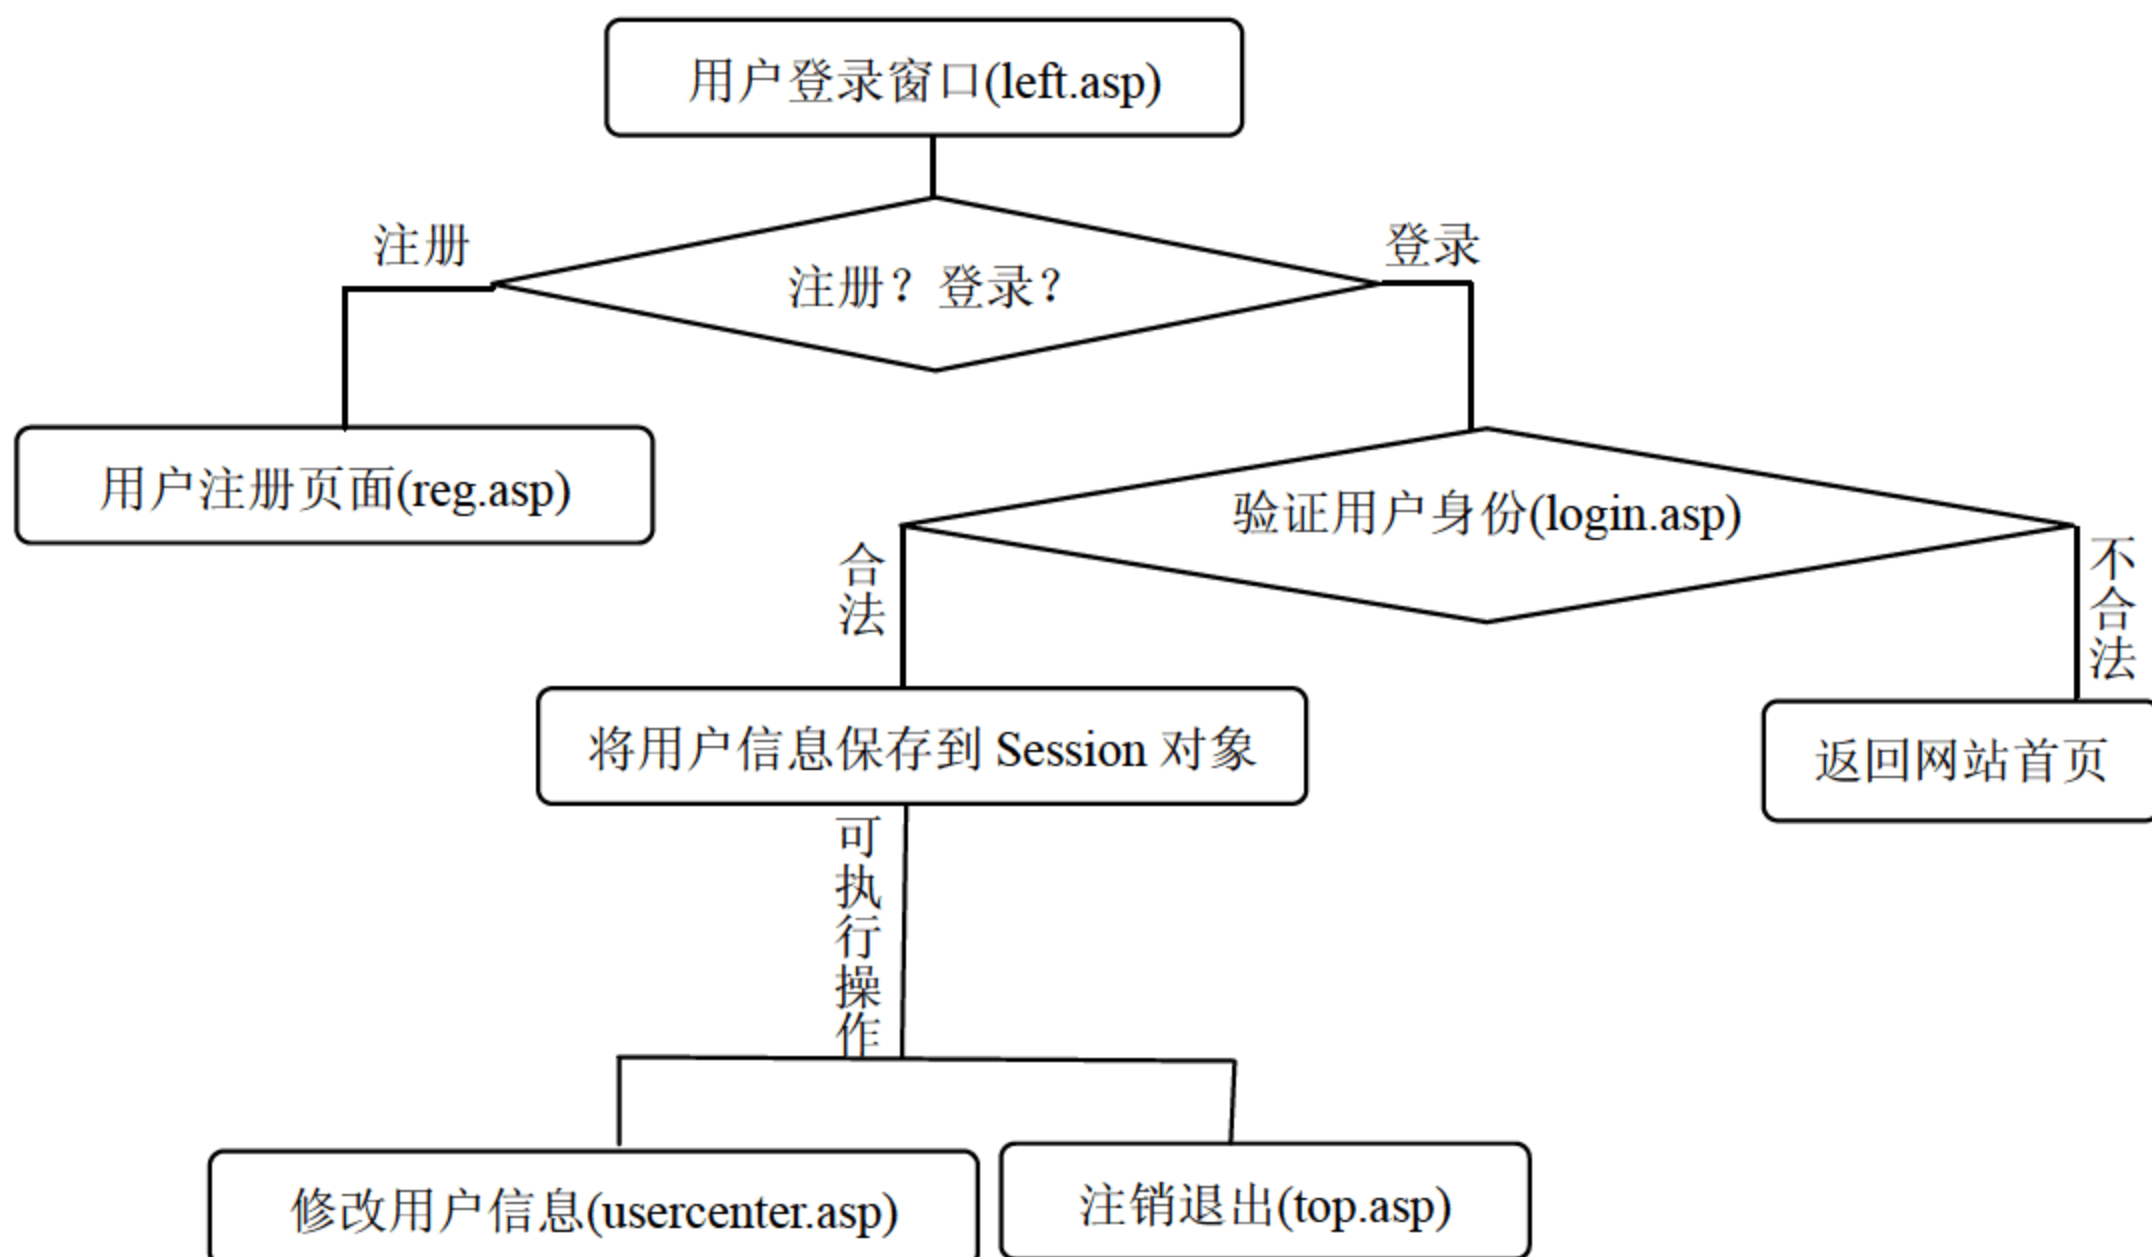 用户登录窗口(left.asp)
注册
登录
注册？登录？
用户注册页面(reg.asp)
验证用户身份(login.asp)
合法
不合法
将用户信息保存到 Session 对象
返回网站首页
可执行操作
修改用户信息(usercenter.asp)
注销退出(top.asp)